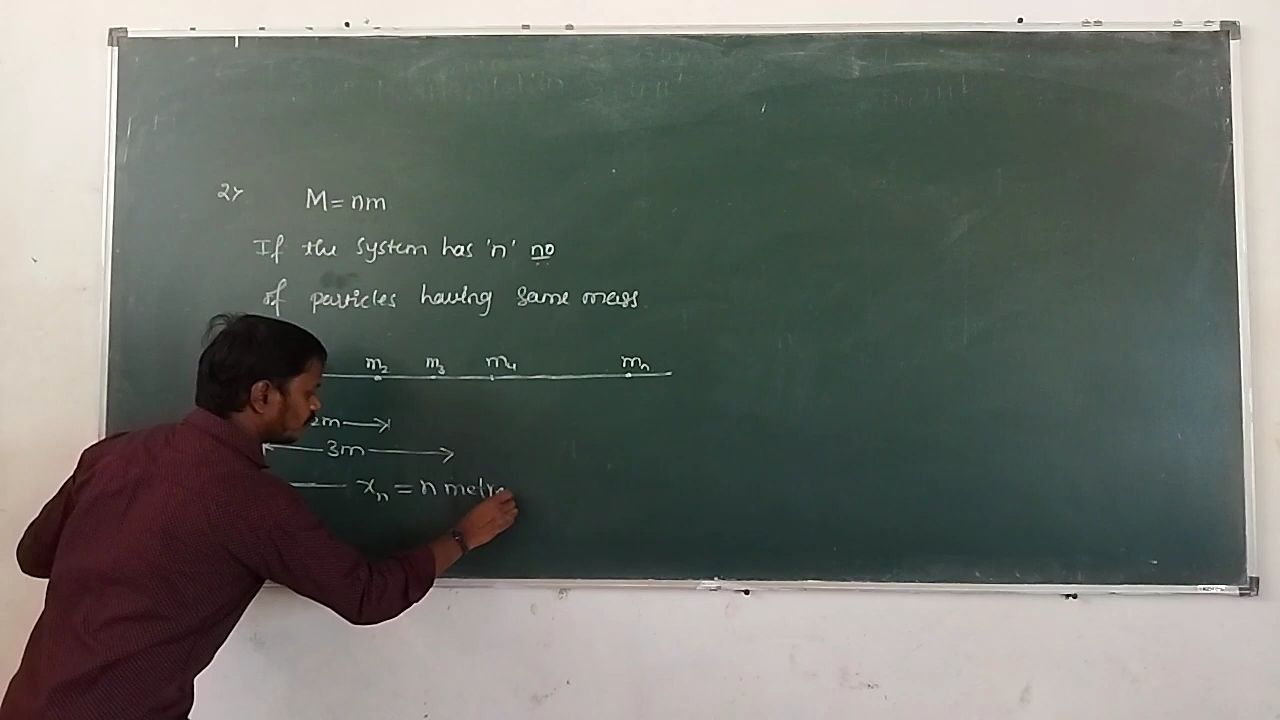 2) M = nm
If the system has 'n' no
of particles having same mass
m₂ m₃ m₄ mₙ
2m
3m
xₙ = n metre